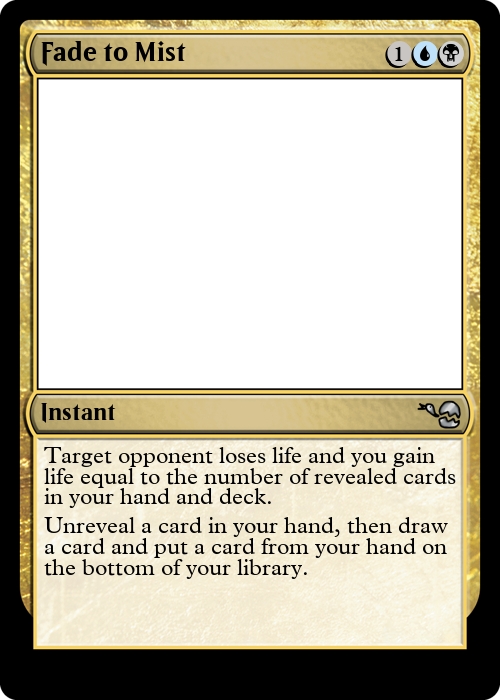 Fade to Mist 1
Instant
Target opponent loses life and you gain
life equal to the number of revealed cards
in your hand and deck.
Unreveal a card in your hand, then draw
a card and put a card from your hand on
the bottom of your library.